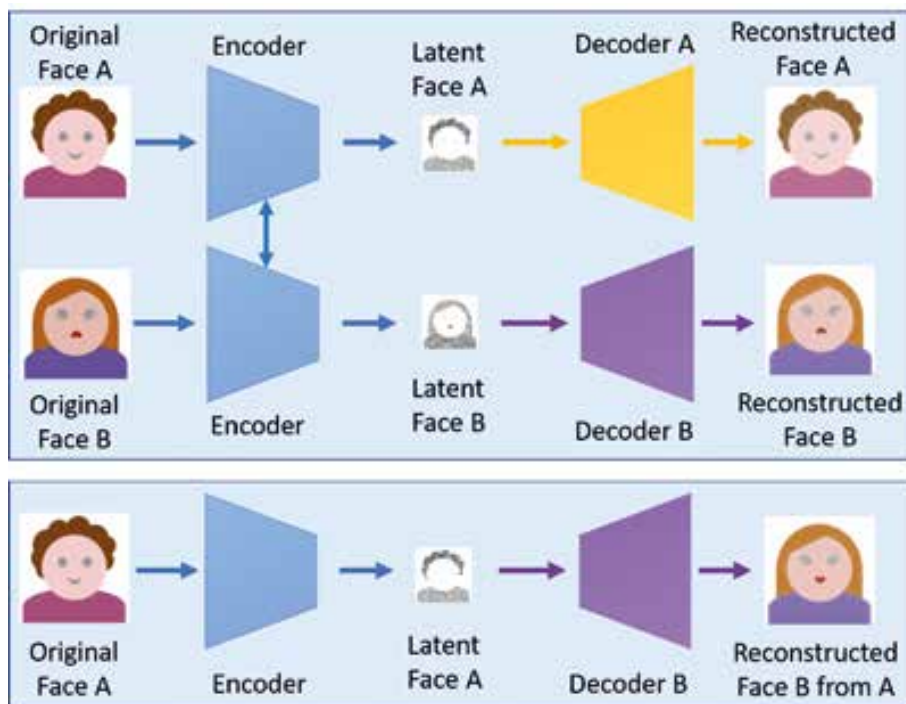 Original
Face A
Encoder
Latent
Face A
Decoder A
Reconstructed
Face A
Original
Face B
Encoder
Latent
Face B
Decoder B
Reconstructed
Face B
Original
Face A
Encoder
Latent
Face A
Decoder B
Reconstructed
Face B from A